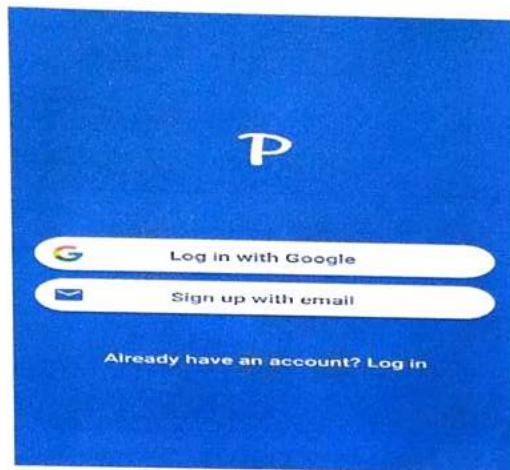 P
Log in with Google
Sign up with email
Already have an account? Log in